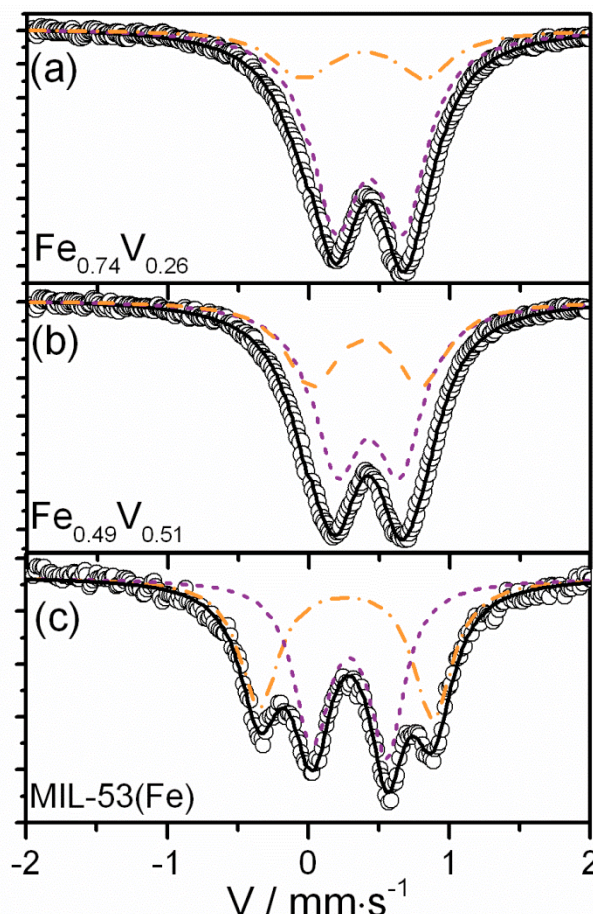 (a)
Fe₀.₇₄V₀.₂₆
(b)
Fe₀.₄₉V₀.₅₁
(c)
MIL-53(Fe)
-2 -1 0 1 2
V / mm·s⁻¹